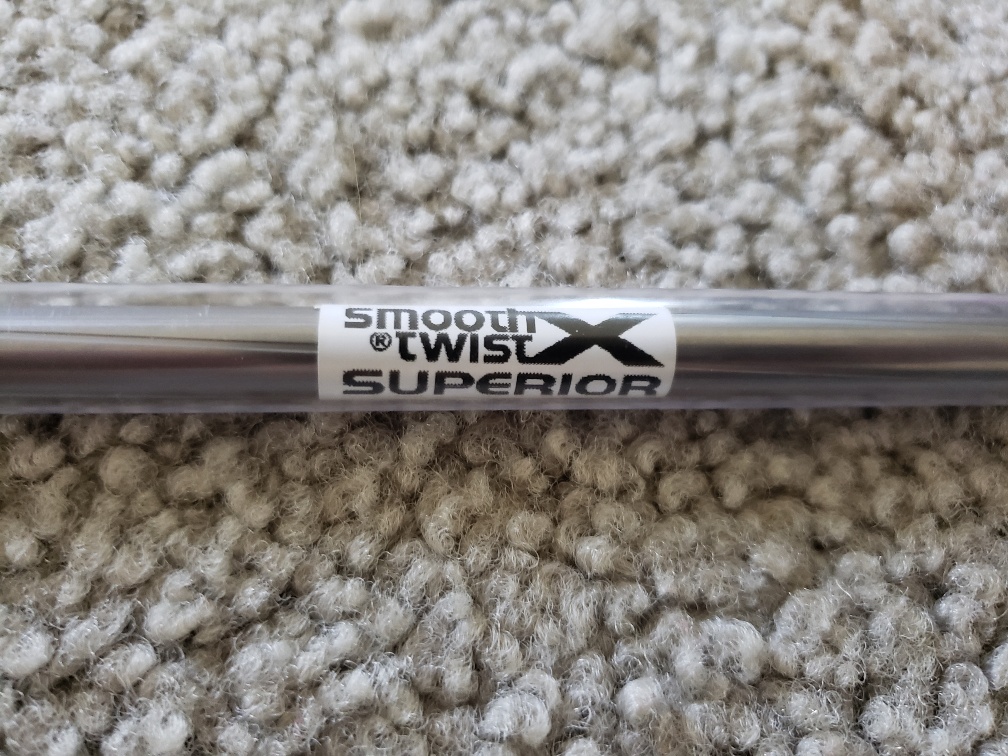 smooth X
® twist
SUPERIOR